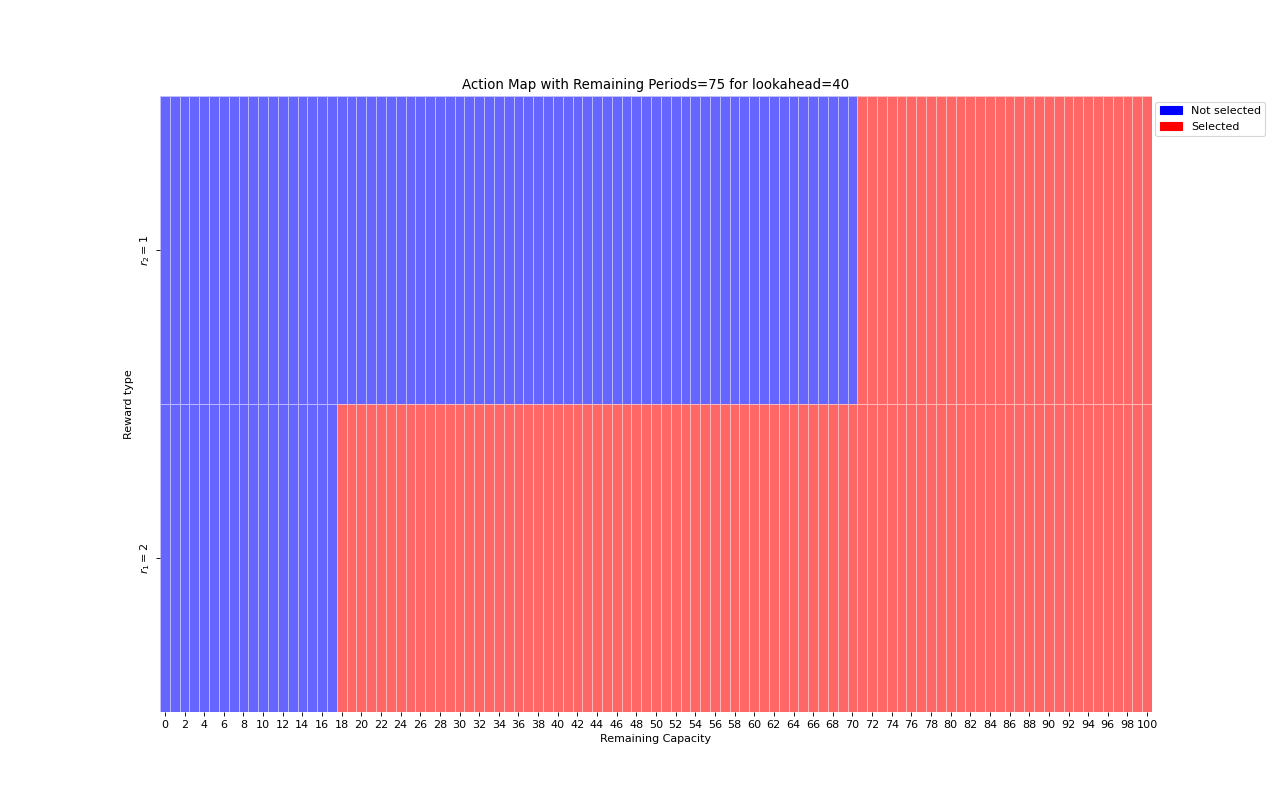 Action Map with Remaining Periods=75 for lookahead=40
Not selected
Selected
Reward type
r₂ = 1
r₁ = 2
0 2 4 6 8 10 12 14 16 18 20 22 24 26 28 30 32 34 36 38 40 42 44 46 48 50 52 54 56 58 60 62 64 66 68 70 72 74 76 78 80 82 84 86 88 90 92 94 96 98 100
Remaining Capacity